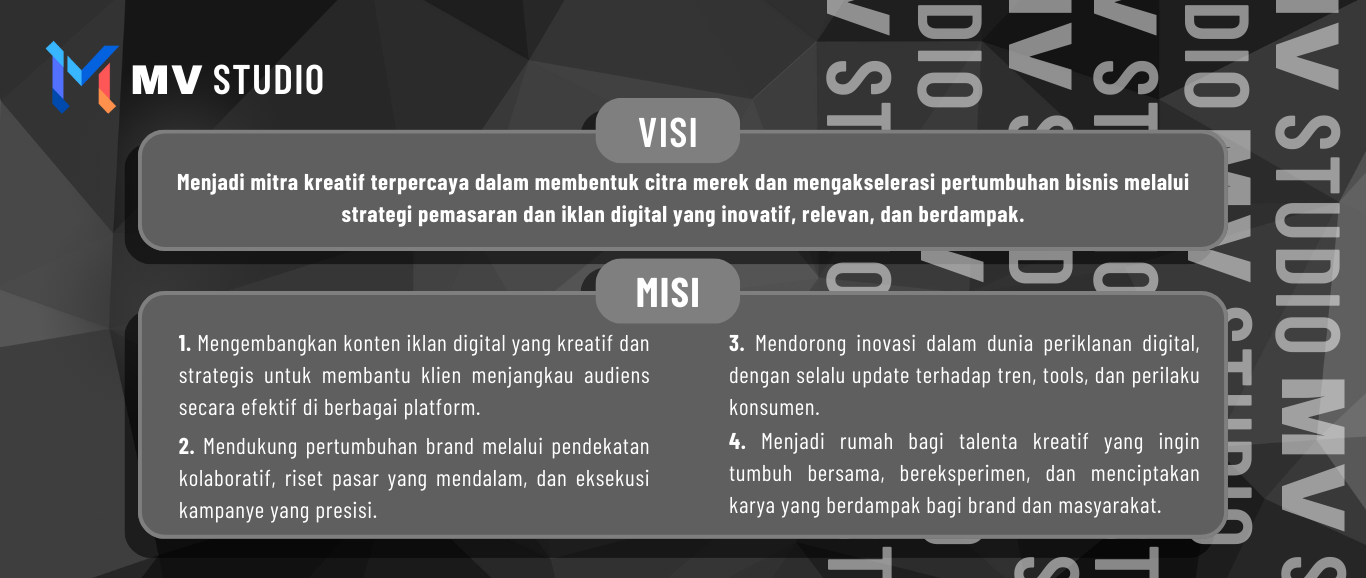 MV STUDIO
VISI
Menjadi mitra kreatif terpercaya dalam membentuk citra merek dan mengakselerasi pertumbuhan bisnis melalui
strategi pemasaran dan iklan digital yang inovatif, relevan, dan berdampak.
MISI
1. Mengembangkan konten iklan digital yang kreatif dan
strategis untuk membantu klien menjangkau audiens
secara efektif di berbagai platform.
2. Mendukung pertumbuhan brand melalui pendekatan
kolaboratif, riset pasar yang mendalam, dan eksekusi
kampanye yang presisi.
3. Mendorong inovasi dalam dunia periklanan digital,
dengan selalu update terhadap tren, tools, dan perilaku
konsumen.
4. Menjadi rumah bagi talenta kreatif yang ingin
tumbuh bersama, bereksperimen, dan menciptakan
karya yang berdampak bagi brand dan masyarakat.
MV STUDIO MV